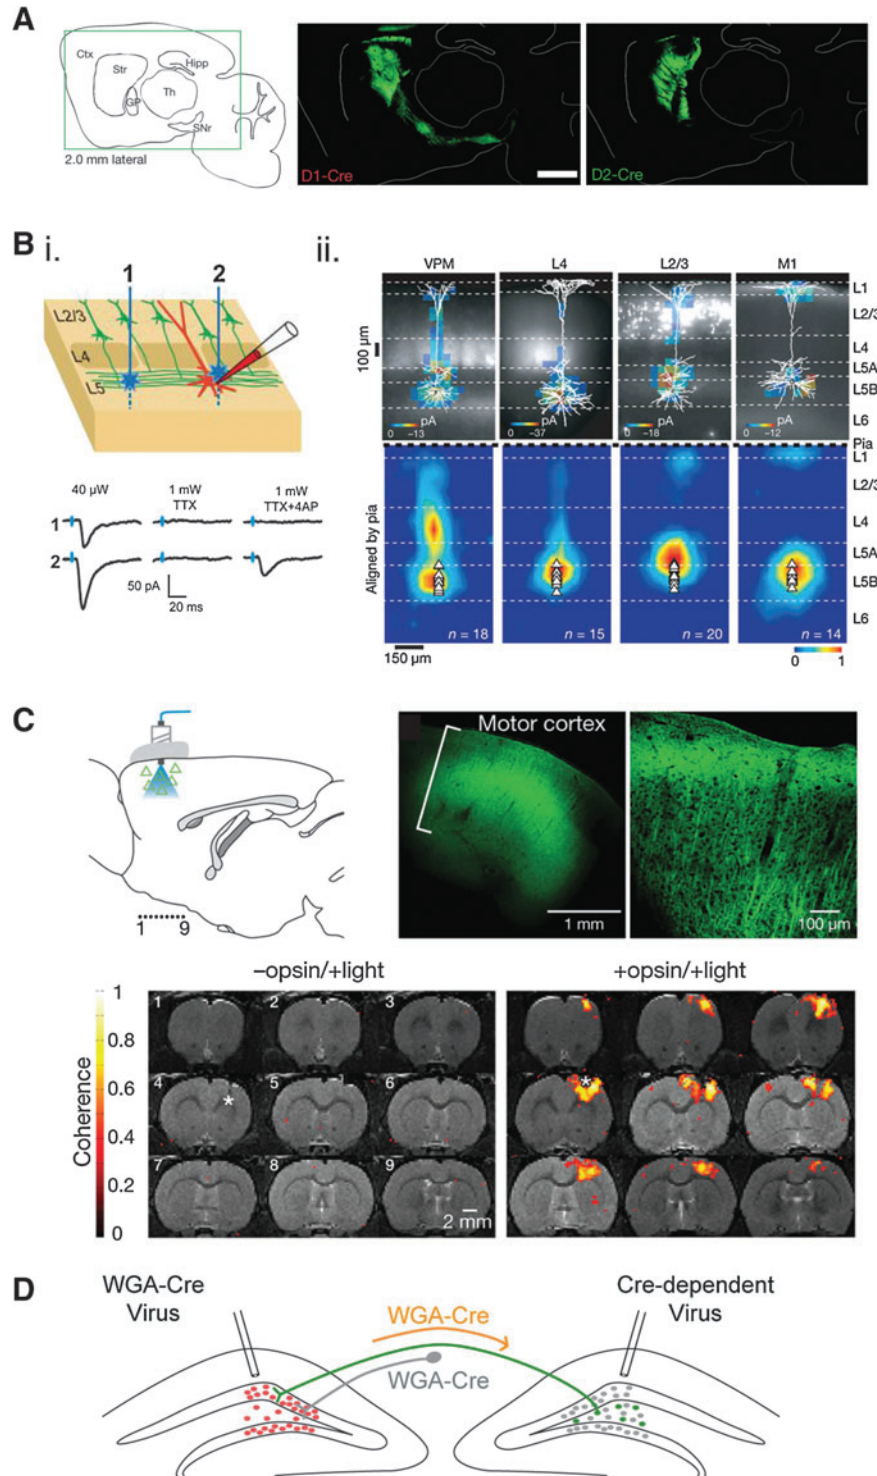 A
Ctx
Str
Hipp
GP
Th
SNr
2.0 mm lateral
D1-Cre
D2-Cre
B
i.
1
2
L2/3
L4
L5
40 µW
1 mW
TTX
1 mW
TTX+4AP
1
2
50 pA
20 ms
ii.
VPM
L4
L2/3
M1
100 µm
L1
L2/3
L4
L5A
L5B
L6
pA
0 −13
pA
0 −37
pA
0 −18
pA
0 −12
Pia
L1
L2/3
L4
L5A
L5B
L6
Aligned by pia
n = 18
n = 15
n = 20
n = 14
150 µm
0 1
C
1 9
Motor cortex
1 mm
100 µm
–opsin/+light
+opsin/+light
Coherence
1
0.8
0.6
0.4
0.2
0
1 2 3
4 * 5 6
7 8 9
2 mm
*
D
WGA-Cre
Virus
WGA-Cre
WGA-Cre
Cre-dependent
Virus